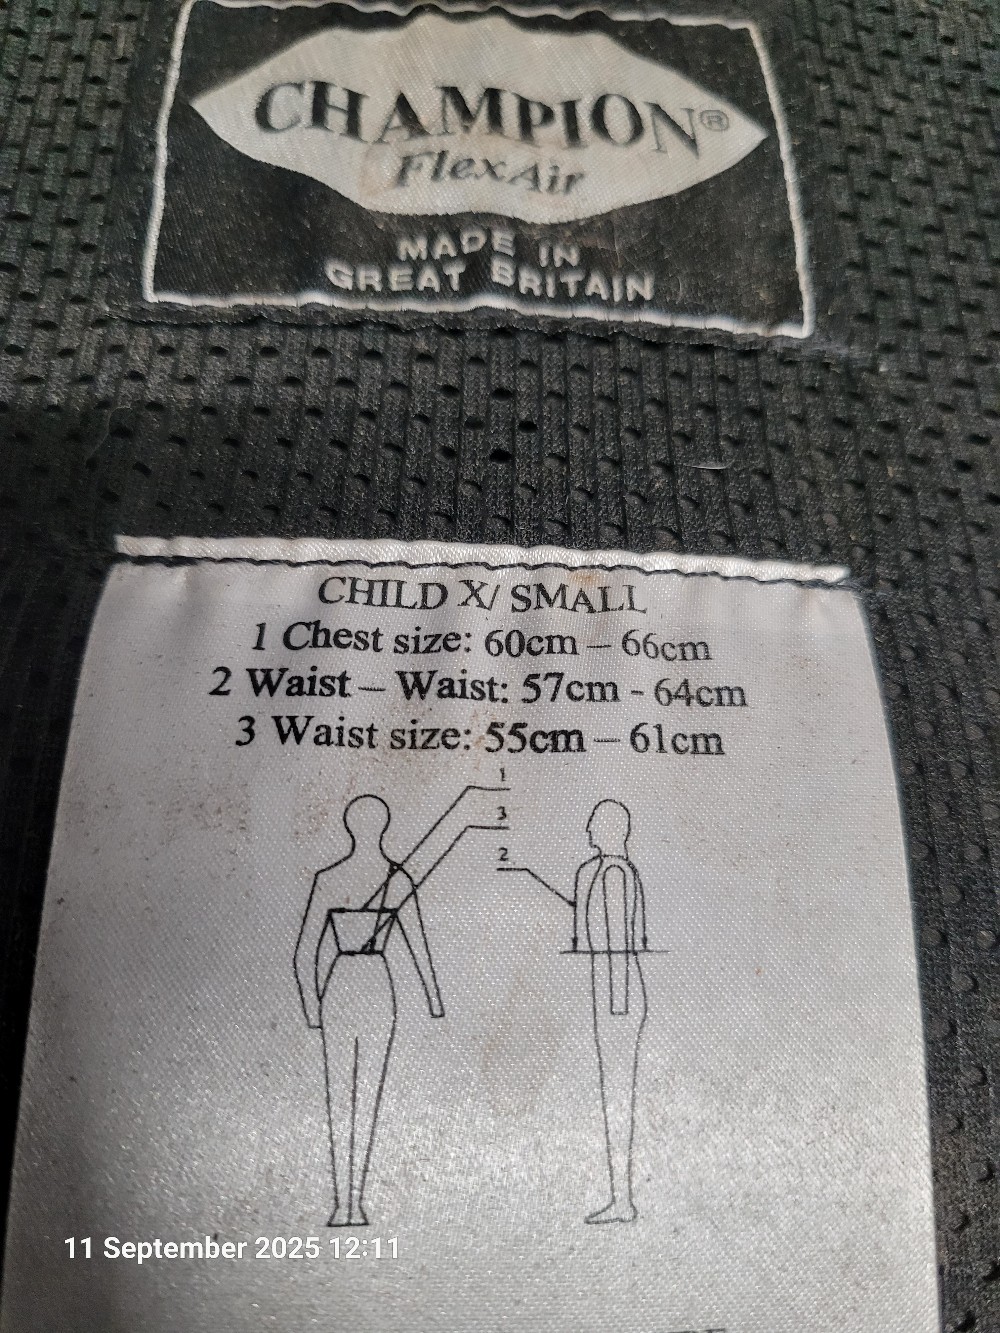 CHAMPION®
FlexAir
MADE IN
GREAT BRITAIN
CHILD X/ SMALL
1 Chest size: 60cm – 66cm
2 Waist – Waist: 57cm - 64cm
3 Waist size: 55cm – 61cm
1
3
2
11 September 2025 12:11